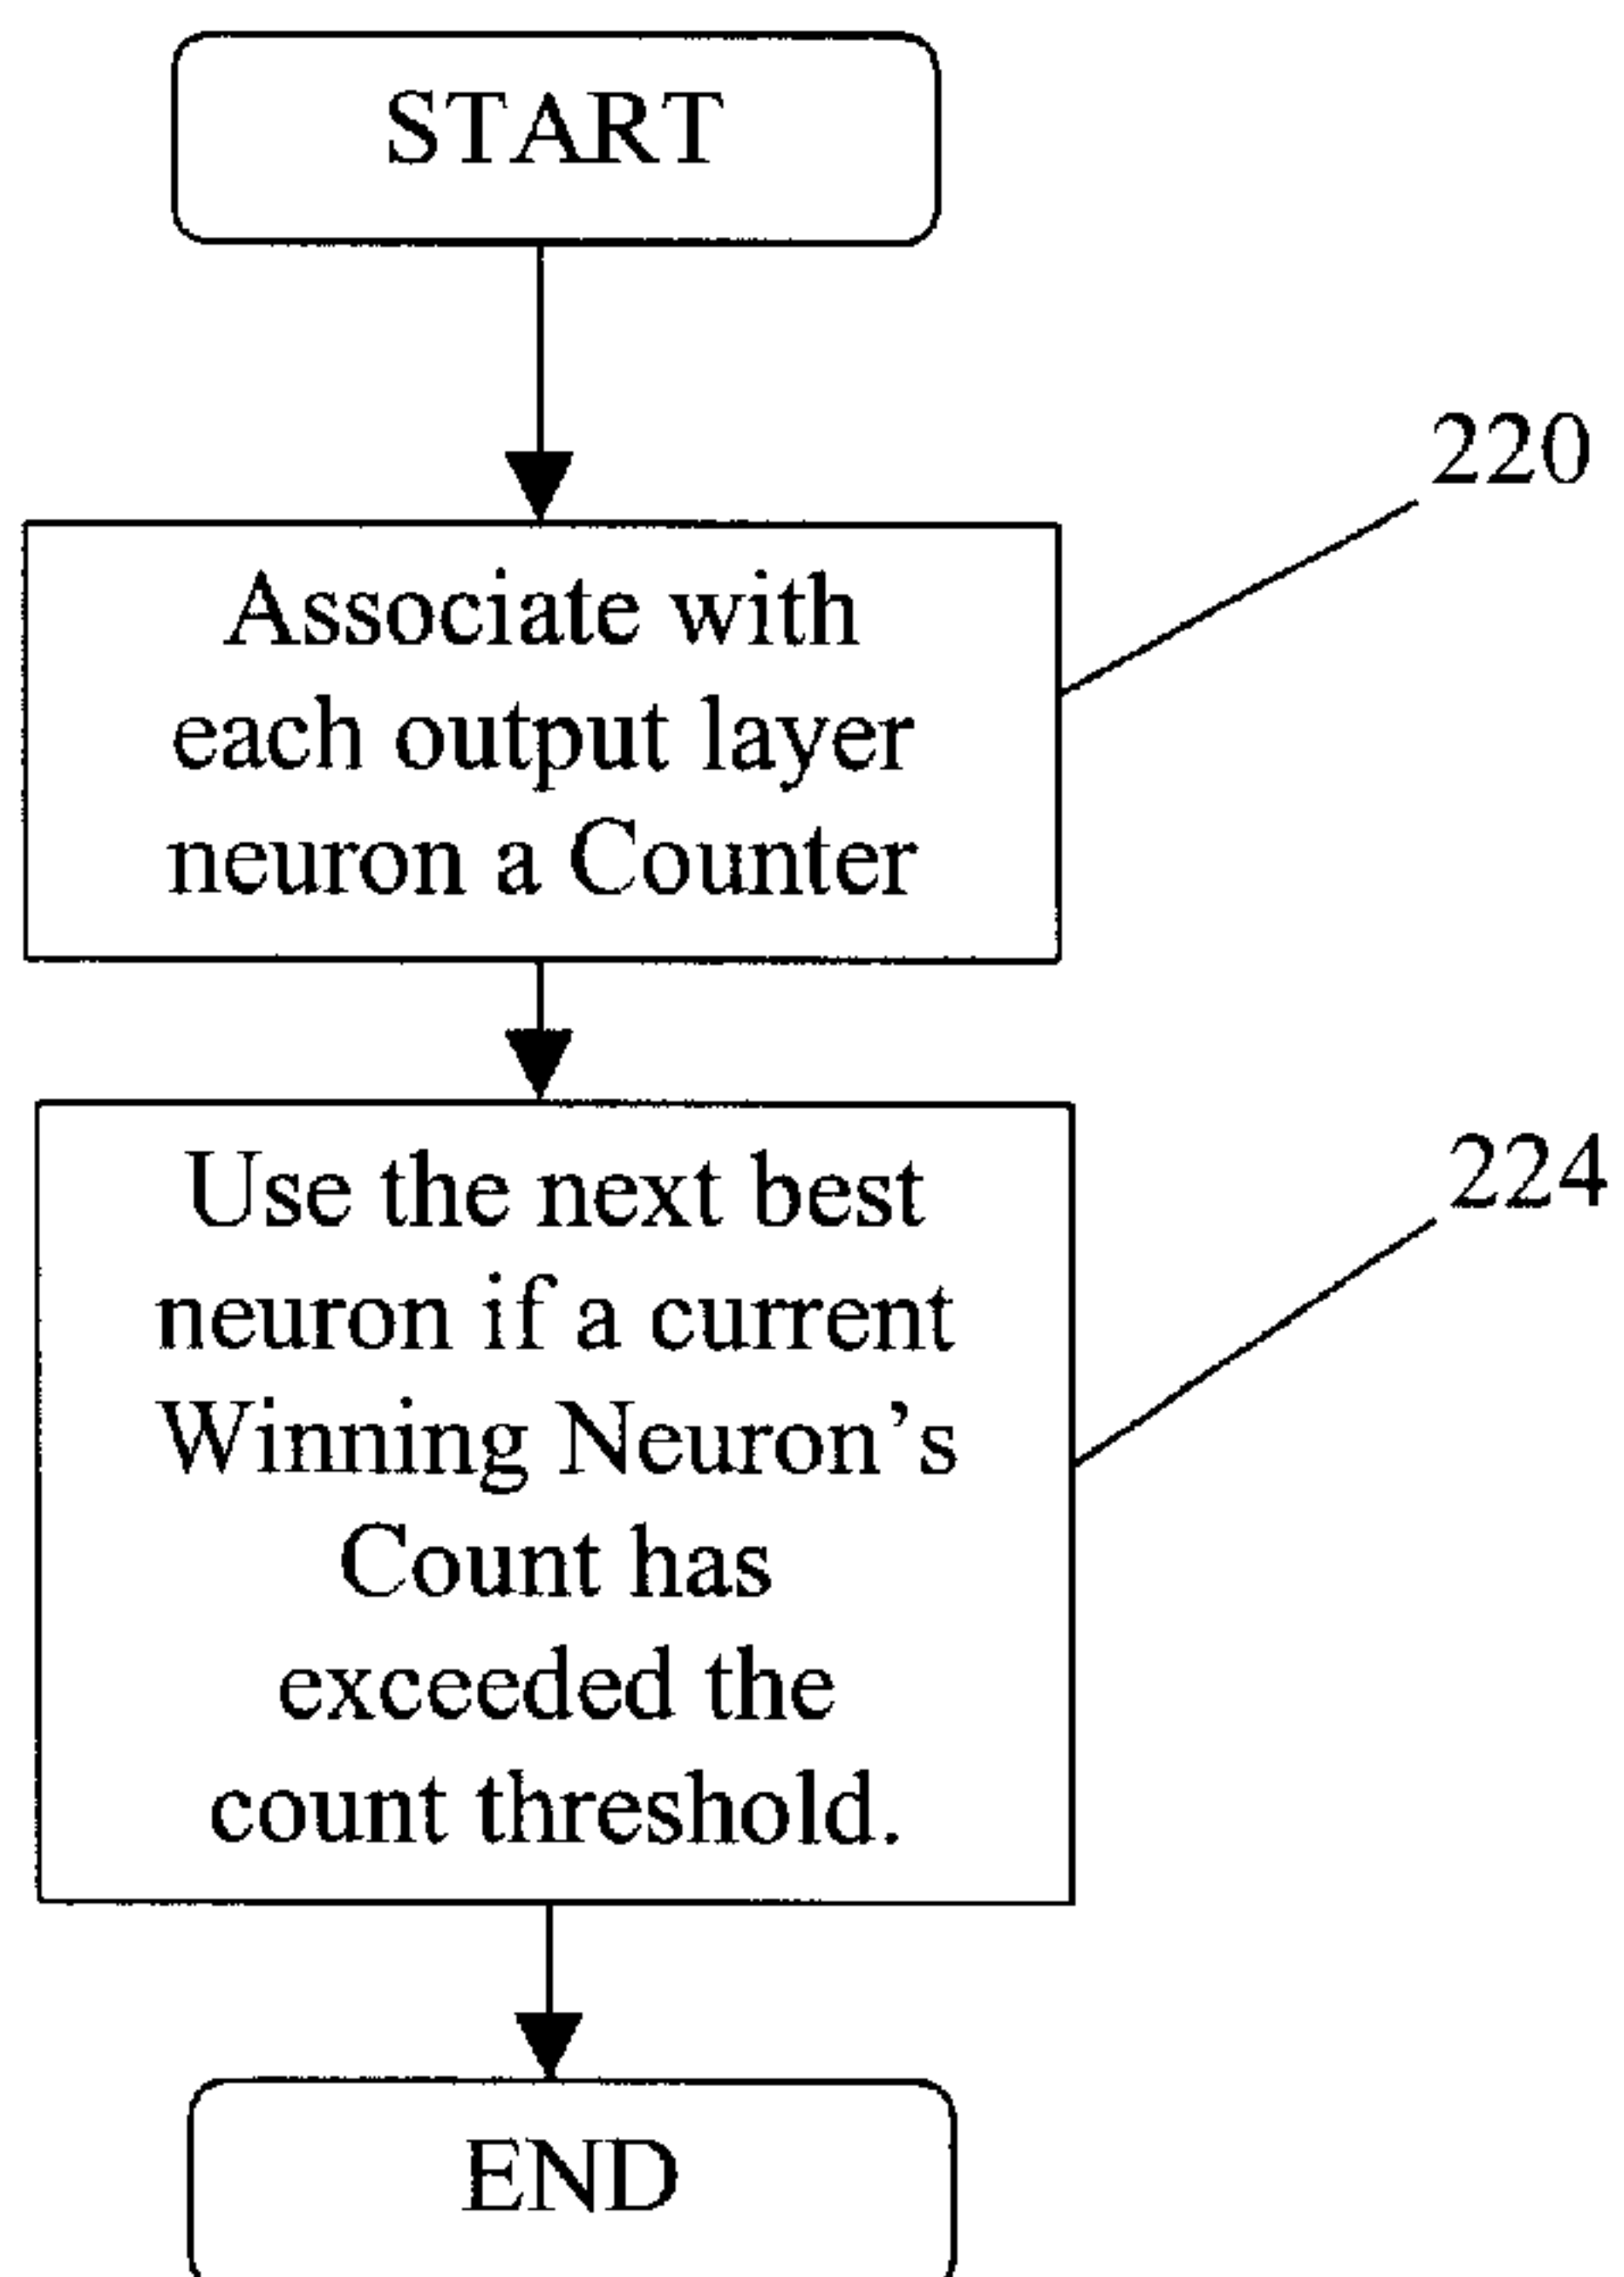 START
220
Associate with
each output layer
neuron a Counter
224
Use the next best
neuron if a current
Winning Neuron’s
Count has
exceeded the
count threshold.
END